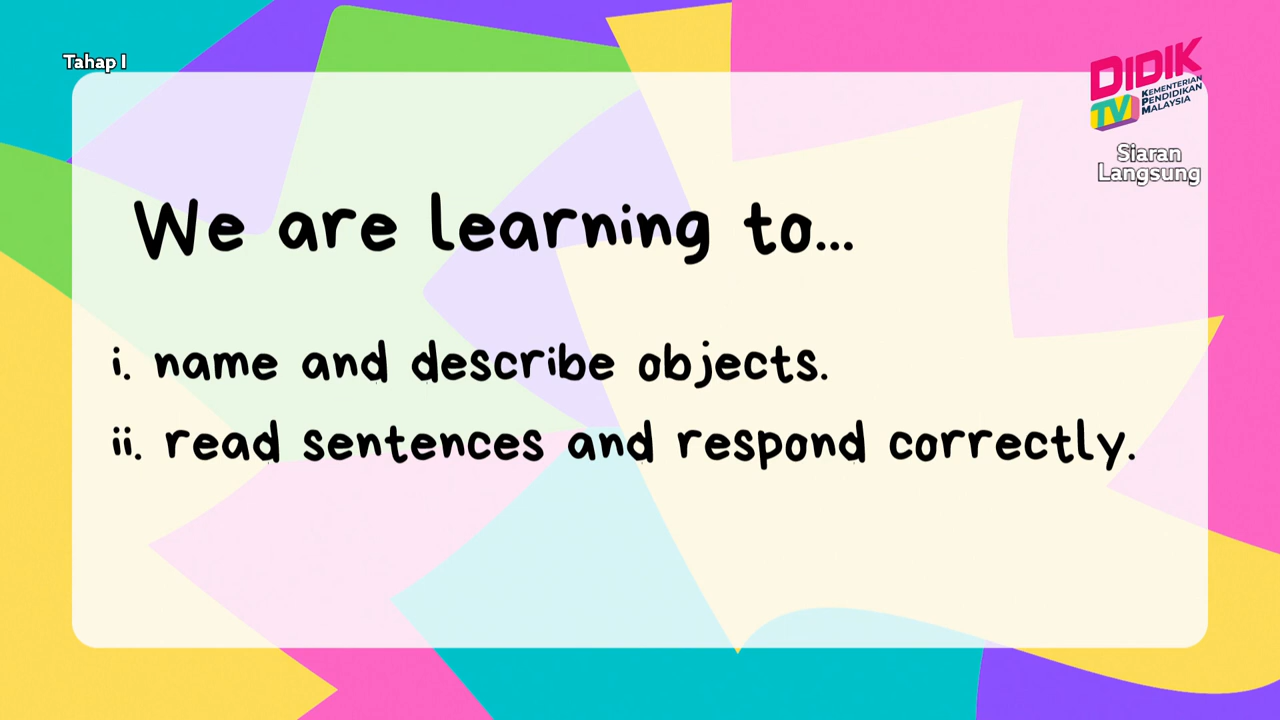 Tahap 1
DIDIK
TV
KEMENTERIAN
PENDIDIKAN
MALAYSIA
Siaran
Langsung
We are learning to...
i. name and describe objects.
ii. read sentences and respond correctly.